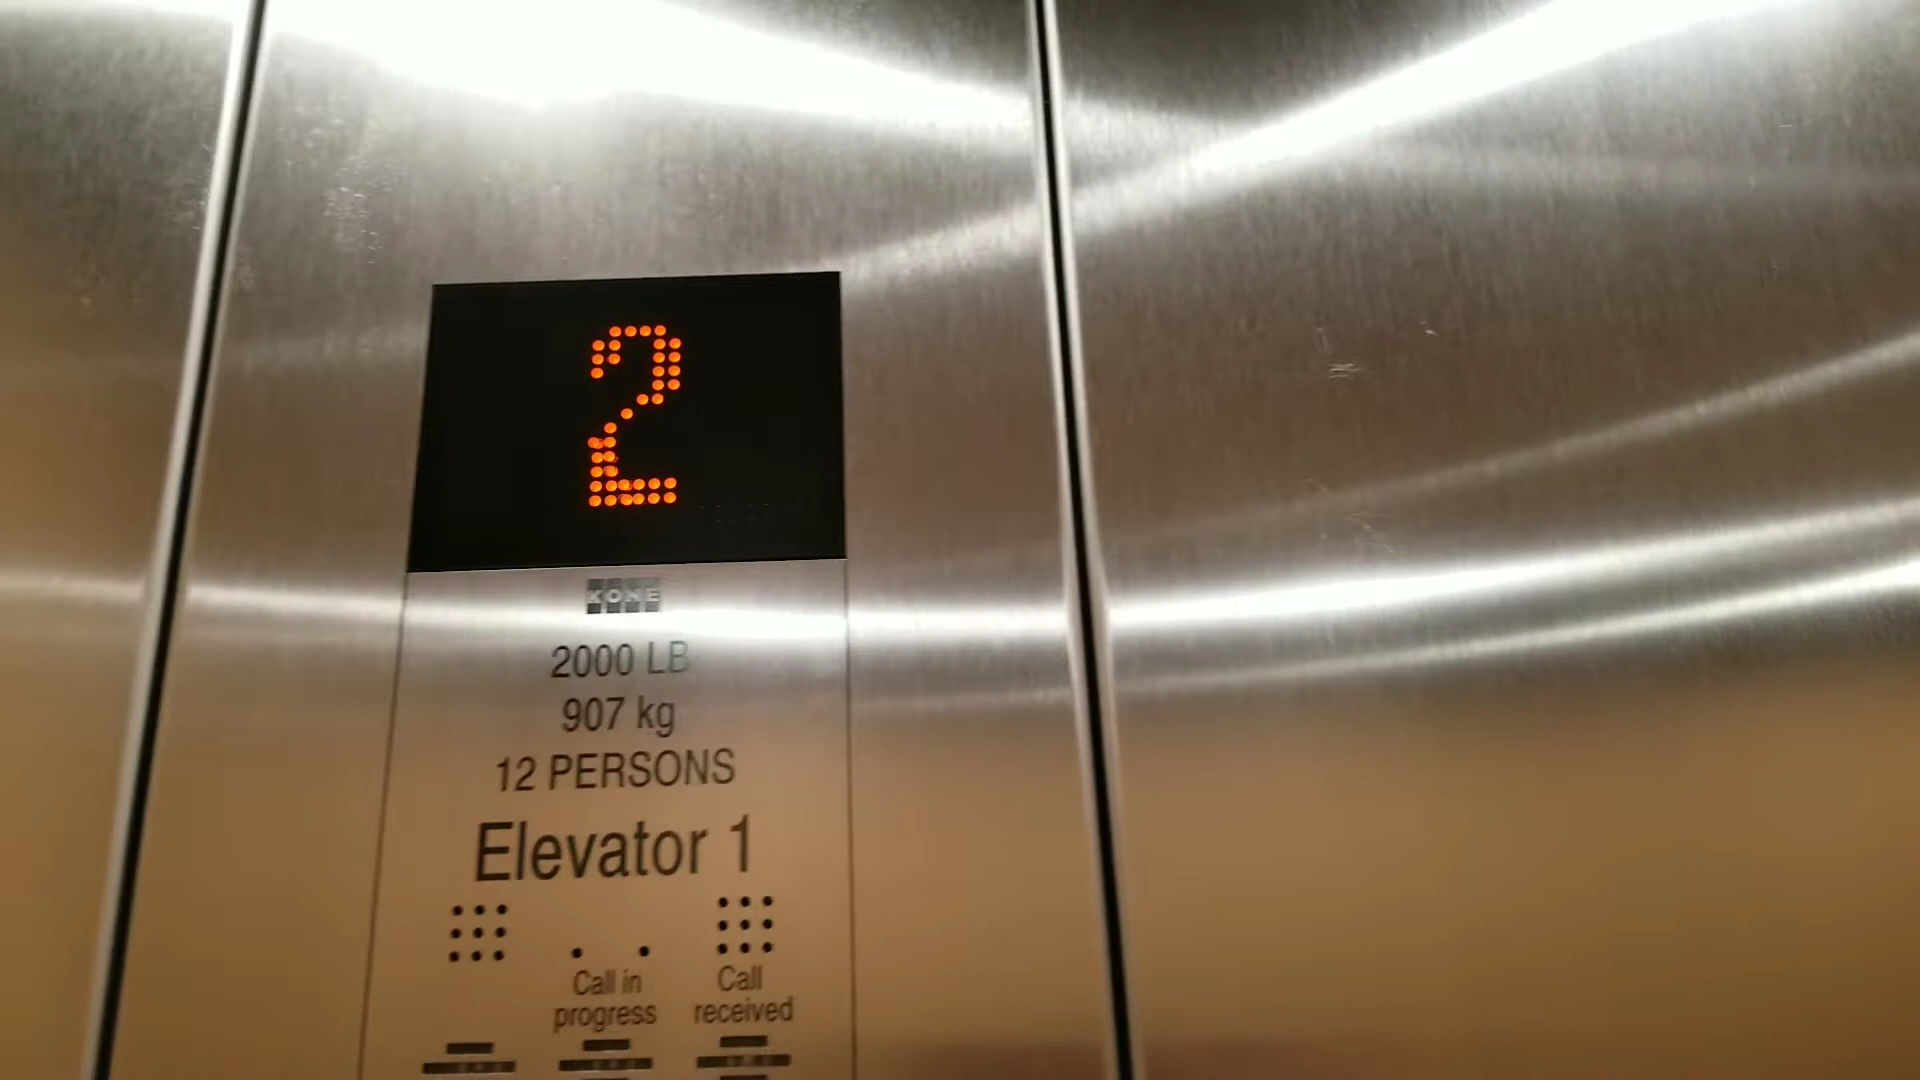 2
KONE
2000 LB
907 kg
12 PERSONS
Elevator 1
Call in
progress
Call
received